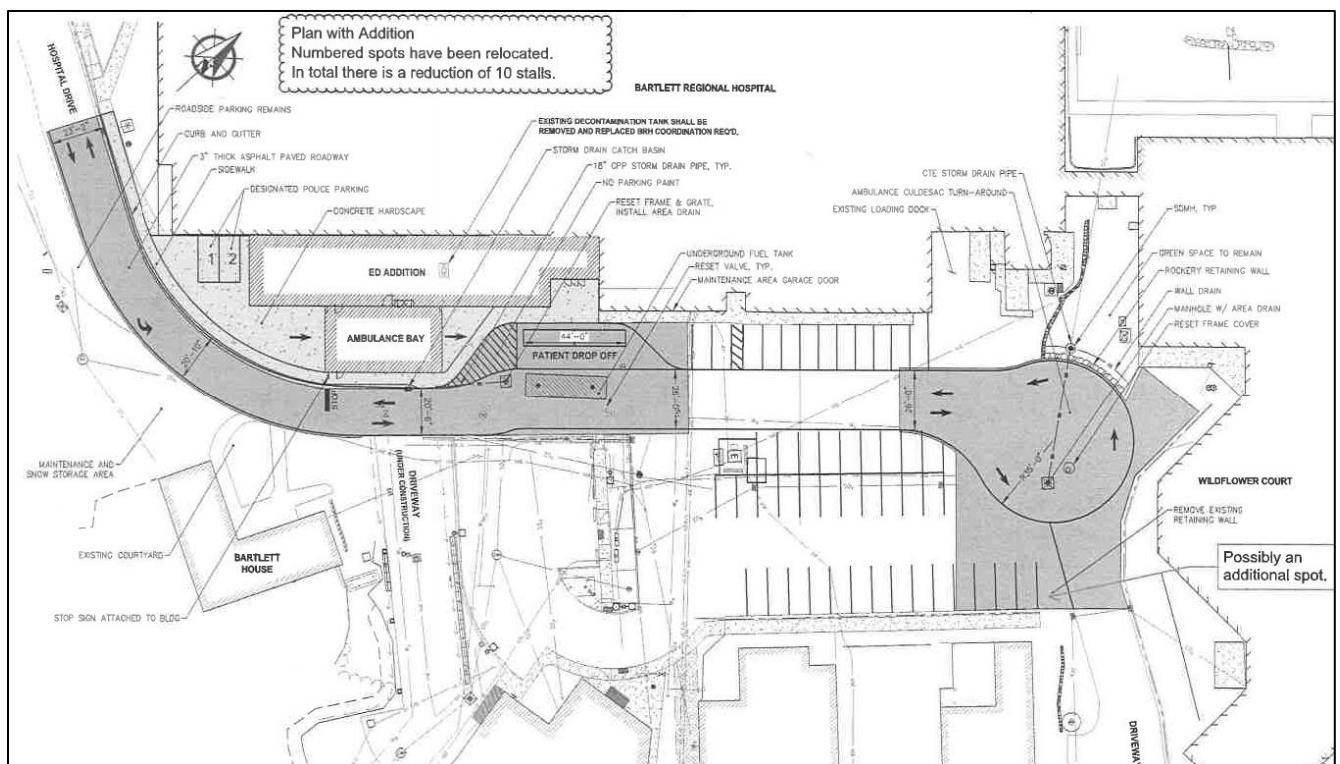 Plan with Addition
Numbered spots have been relocated.
In total there is a reduction of 10 stalls.
BARTLETT REGIONAL HOSPITAL
HOSPITAL DRIVE
ROADSIDE PARKING REMAINS
CURB AND GUTTER
3" THICK ASPHALT PAVED ROADWAY
SIDEWALK
DESIGNATED POLICE PARKING
CONCRETE HARDSCAPE
EXISTING DECONTAMINATION TANK SHALL BE
REMOVED AND REPLACED BRH COORDINATION REQ'D.
STORM DRAIN CATCH BASIN
18" CPP STORM DRAIN PIPE, TYP.
NO PARKING PAINT
RESET FRAME & GRATE,
INSTALL AREA DRAIN
UNDERGROUND FUEL TANK
RESET VALVE, TYP.
MAINTENANCE AREA GARAGE DOOR
CTE STORM DRAIN PIPE
AMBULANCE CULDESAC TURN-AROUND
EXISTING LOADING DOCK
SDMH, TYP
GREEN SPACE TO REMAIN
ROCKERY RETAINING WALL
WALL DRAIN
MANHOLE W/ AREA DRAIN
RESET FRAME COVER
1
2
ED ADDITION
AMBULANCE BAY
44'-0"
PATIENT DROP OFF
STOP
26'-0"
26'-0"
E
MAINTENANCE AND
SNOW STORAGE AREA
EXISTING COURTYARD
BARTLETT
HOUSE
STOP SIGN ATTACHED TO BLDG
DRIVEWAY
(UNDER CONSTRUCTION)
WILDFLOWER COURT
REMOVE EXISTING
RETAINING WALL
Possibly an
additional spot.
DRIVEWAY